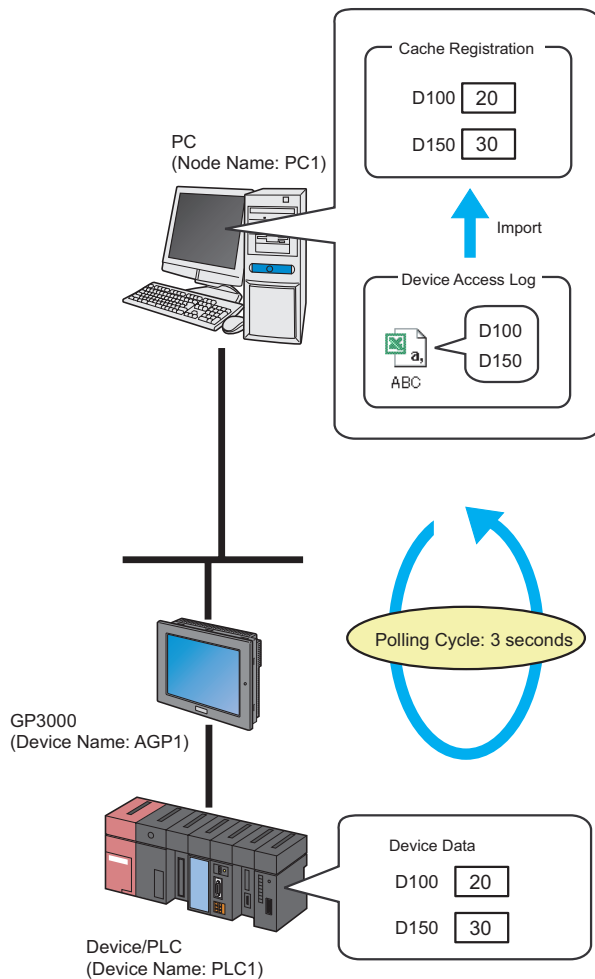 Cache Registration
D100 20
D150 30
PC
(Node Name: PC1)
Import
Device Access Log
D100
D150
a,
ABC
Polling Cycle: 3 seconds
GP3000
(Device Name: AGP1)
Device Data
D100 20
D150 30
Device/PLC
(Device Name: PLC1)